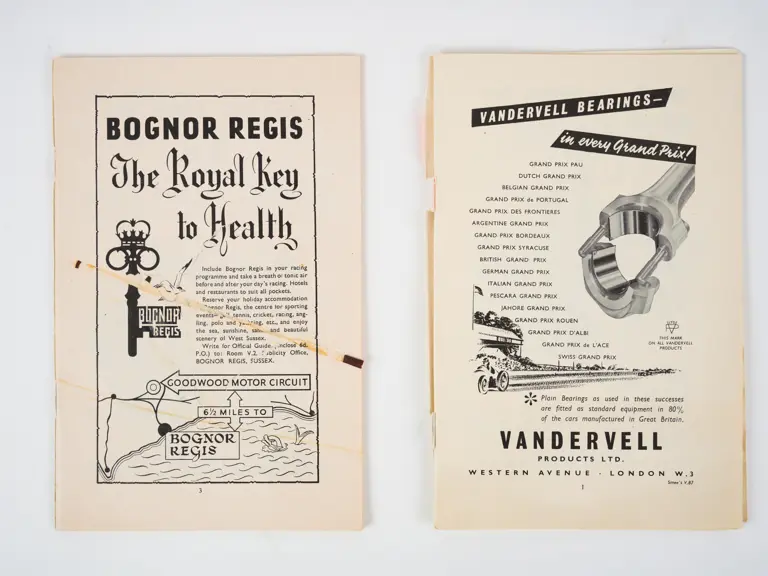 BOGNOR REGIS
The Royal Key
to Health
Include Bognor Regis in your racing
programme and take a breath of tonic air
before and after your day's racing. Hotels
and restaurants to suit all pockets.
Reserve your holiday accommodation
Bognor Regis, the centre for sporting
tennis, cricket, racing, ang-
ling, polo and etc., and enjoy
the sea, sunshine, and beautiful
scenery of West Sussex.
Write for Official Guide 6d.
P.O.) to: Room V.2. Publicity Office,
BOGNOR REGIS, SUSSEX.
BOGNOR
REGIS
GOODWOOD MOTOR CIRCUIT
6½ MILES TO
BOGNOR
REGIS
3
VANDERVELL BEARINGS—
in every Grand Prix!
GRAND PRIX PAU
DUTCH GRAND PRIX
BELGIAN GRAND PRIX
GRAND PRIX de PORTUGAL
GRAND PRIX DES FRONTIERES
ARGENTINE GRAND PRIX
GRAND PRIX BORDEAUX
GRAND PRIX SYRACUSE
BRITISH GRAND PRIX
GERMAN GRAND PRIX
ITALIAN GRAND PRIX
PESCARA GRAND PRIX
JAHORE GRAND PRIX
GRAND PRIX ROUEN
GRAND PRIX D'ALBI
GRAND PRIX de L'ACE
SWISS GRAND PRIX
THIS MARK
ON ALL VANDERVELL
PRODUCTS
* Plain Bearings as used in these successes
are fitted as standard equipment in 80%
of the cars manufactured in Great Britain.
VANDERVELL
PRODUCTS LTD.
WESTERN AVENUE · LONDON W.3
1